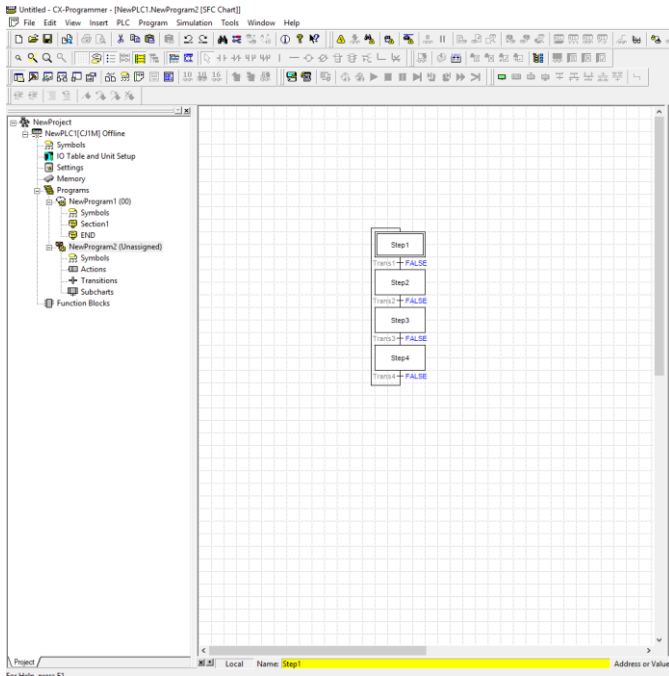 Untitled - CX-Programmer - [NewPLC1.NewProgram2 [SFC Chart]]
File Edit View Insert PLC Program Simulation Tools Window Help
NewProject
NewPLC1[CJ1M] Offline
Symbols
IO Table and Unit Setup
Settings
Memory
Programs
NewProgram1 (00)
Symbols
Section1
END
NewProgram2 (Unassigned)
Symbols
Actions
Transitions
Subcharts
Function Blocks
Step1
Trans1 FALSE
Step2
Trans2 FALSE
Step3
Trans3 FALSE
Step4
Trans4 FALSE
Project
Local Name: Step1 Address or Value
For Help, press F1